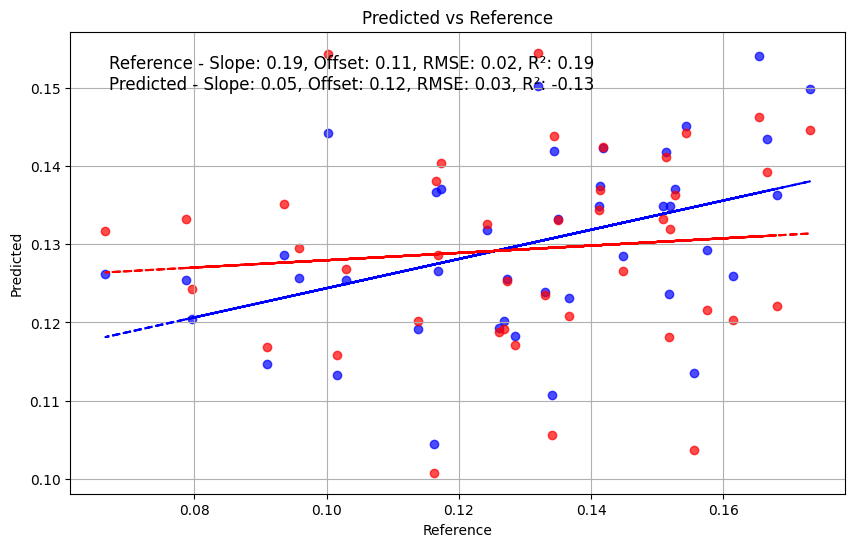 Predicted vs Reference
Reference - Slope: 0.19, Offset: 0.11, RMSE: 0.02, R²: 0.19
Predicted - Slope: 0.05, Offset: 0.12, RMSE: 0.03, R²: -0.13
0.15
0.14
0.13
0.12
0.11
0.10
Predicted
0.08 0.10 0.12 0.14 0.16
Reference